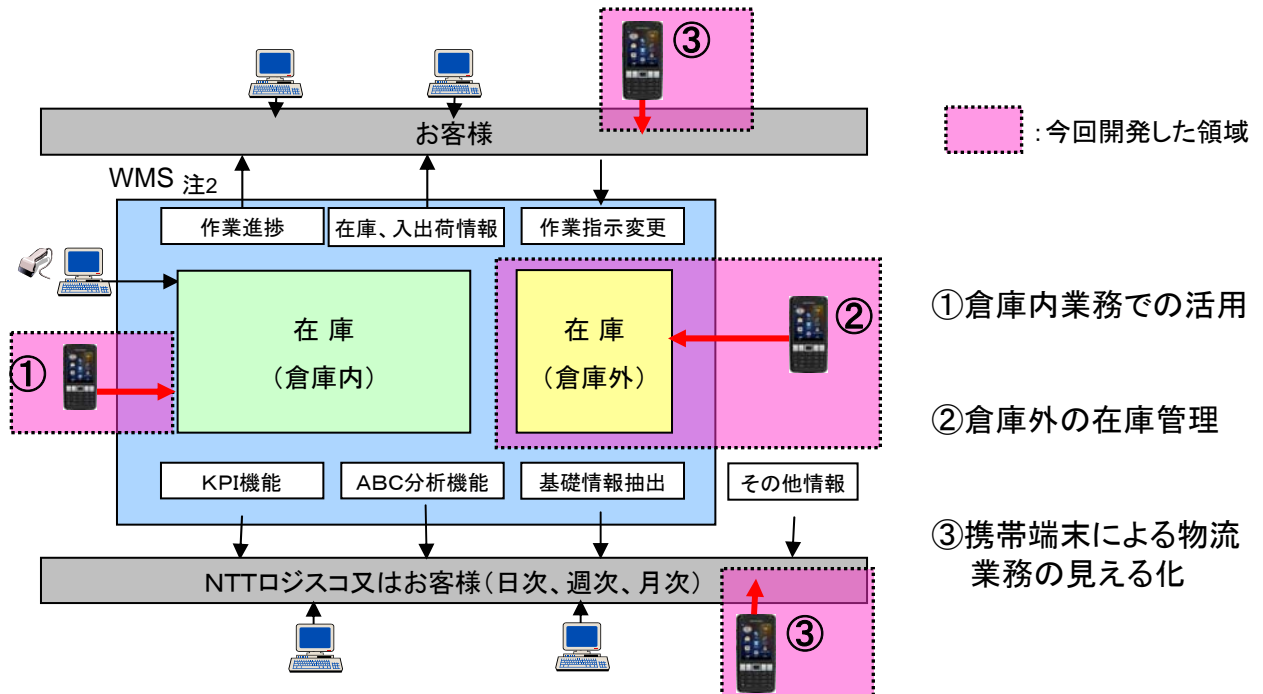 ③
お客様
:今回開発した領域
WMS 注2
作業進捗
在庫、入出荷情報
作業指示変更
在 庫
(倉庫内)
在 庫
(倉庫外)
②
①
①倉庫内業務での活用
②倉庫外の在庫管理
③携帯端末による物流
業務の見える化
KPI機能
ABC分析機能
基礎情報抽出
その他情報
NTTロジスコ又はお客様(日次、週次、月次)
③